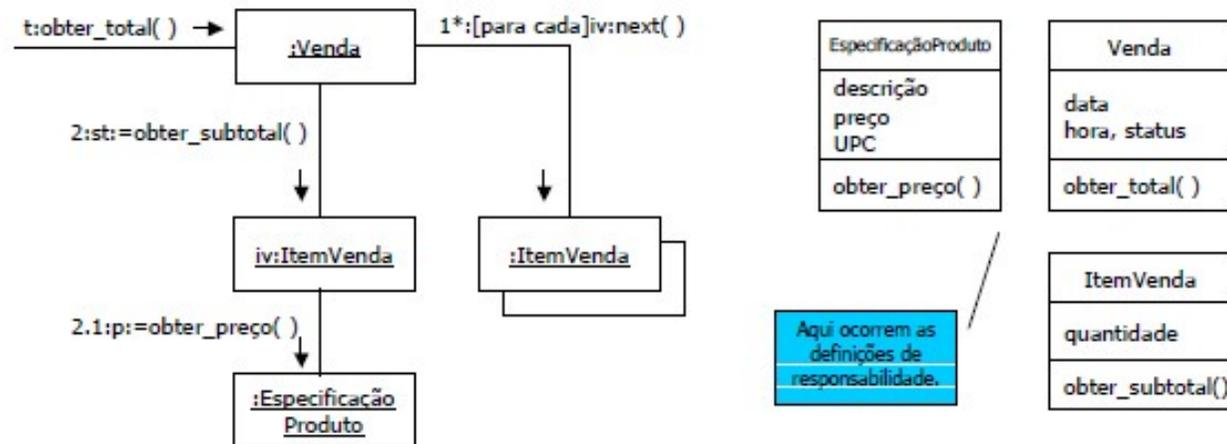 t:obter_total( )
:Venda
1*:[para cada]iv:next( )
2:st:=obter_subtotal( )
iv:ItemVenda
:ItemVenda
2.1:p:=obter_preço( )
:Especificação
Produto
EspecificaçãoProduto
descrição
preço
UPC
obter_preço( )
Venda
data
hora, status
obter_total( )
Aqui ocorrem as
definições de
responsabilidade.
ItemVenda
quantidade
obter_subtotal()